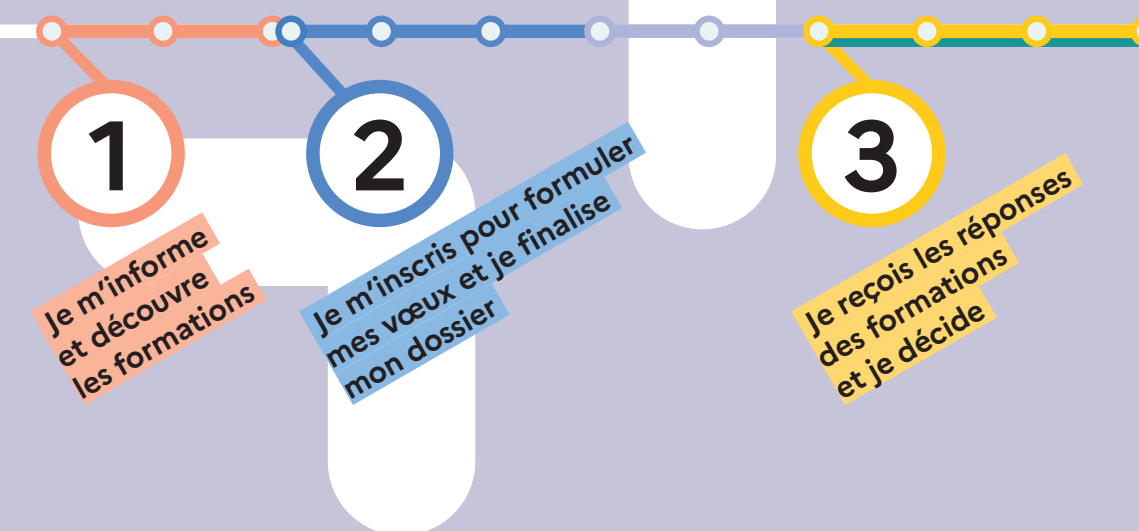 1
Je m’informe
et découvre
les formations
2
Je m’inscris pour formuler
mes vœux et je finalise
mon dossier
3
Je reçois les réponses
des formations
et je décide